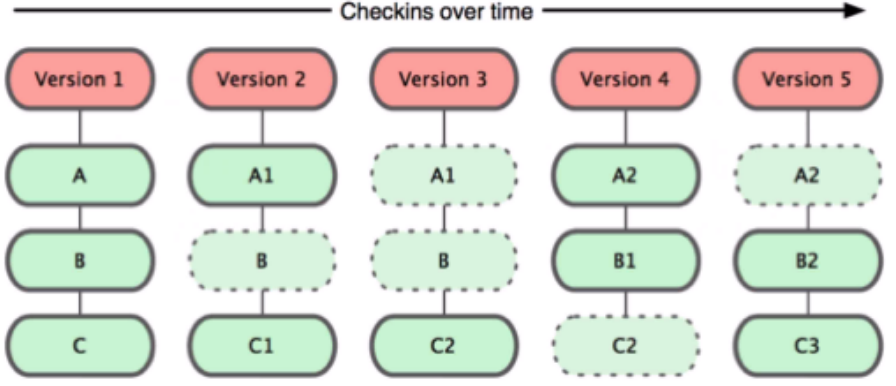 Checkins over time
Version 1 Version 2 Version 3 Version 4 Version 5
A A1 A1 A2 A2
B B B B1 B2
C C1 C2 C2 C3